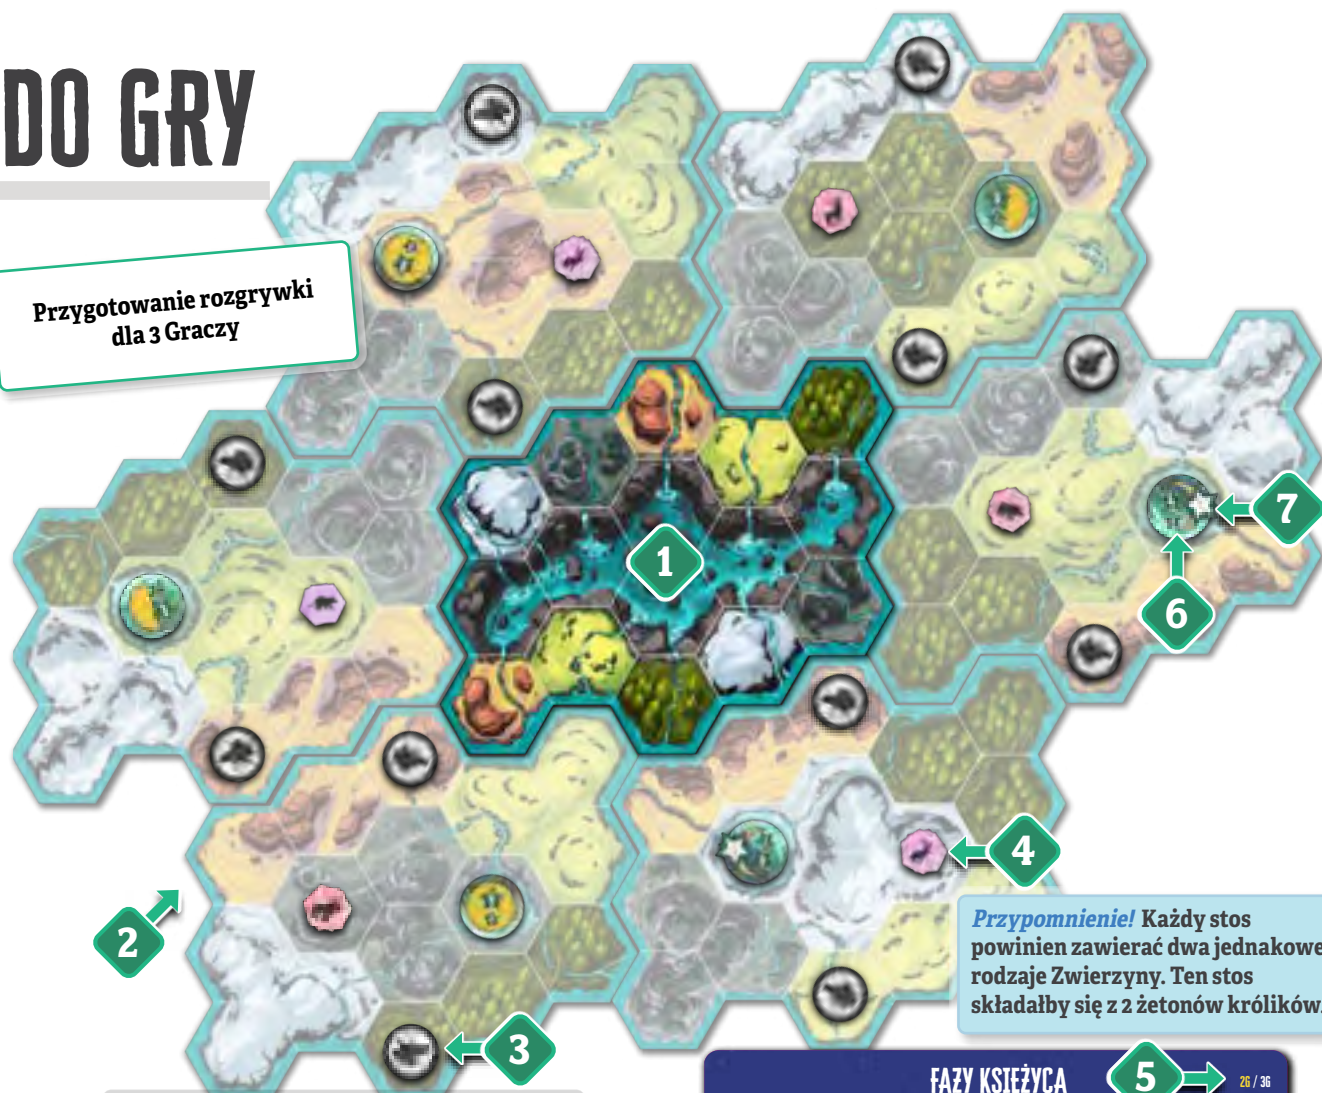 DO GRY
Przygotowanie rozgrywki
dla 3 Graczy
1
7
6
4
2
Przypomnienie! Każdy stos
powinien zawierać dwa jednakowe
rodzaje Zwierzyny. Ten stos
składałby się z 2 żetonów królików.
3
FAZY KSIĘŻYCA
5
26 / 36